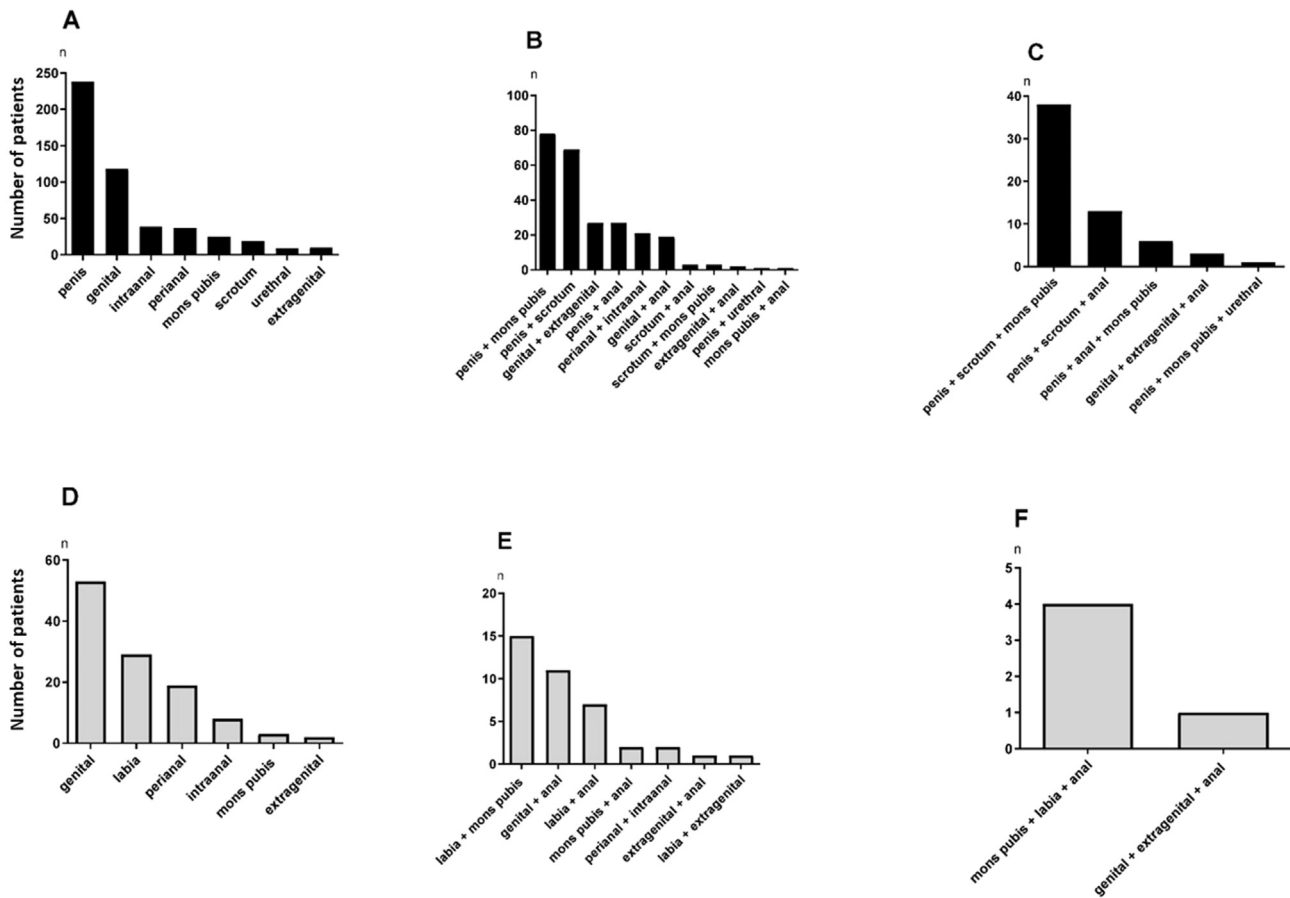 A
n
Number of patients
250
200
150
100
50
0
penis
genital
intraanal
perianal
mons pubis
scrotum
urethral
extragenital
B
n
100
80
60
40
20
0
penis + mons pubis
penis + scrotum
genital + extragenital
penis + anal
perianal + intraanal
genital + anal
scrotum + anal
scrotum + mons pubis
extragenital + anal
penis + urethral
mons pubis + anal
C
n
40
30
20
10
0
penis + scrotum + mons pubis
penis + scrotum + anal
penis + anal + mons pubis
genital + extragenital + anal
penis + mons pubis + urethral
D
n
Number of patients
60
40
20
0
genital
labia
perianal
intraanal
mons pubis
extragenital
E
n
20
15
10
5
0
labia + mons pubis
genital + anal
labia + anal
mons pubis + anal
perianal + intraanal
extragenital + anal
labia + extragenital
F
n
5
4
3
2
1
0
mons pubis + labia + anal
genital + extragenital + anal